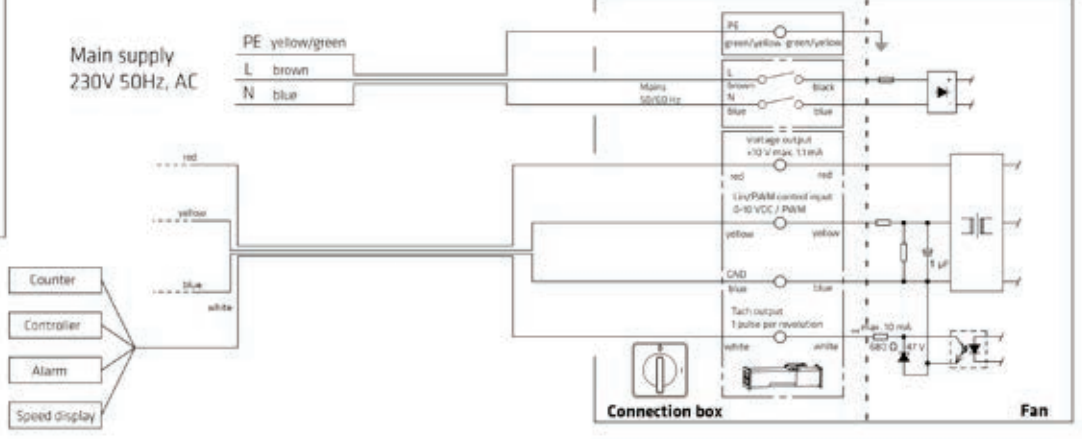 Main supply
230V 50Hz, AC
PE yellow/green
L brown
N blue
PE
green/yellow green/yellow
Mains
50/60 Hz
L
brown
black
N
blue
blue
Voltage output
+10 V max. 1.1 mA
red
red
red
Lin/PWM control input
0-10 VDC / PWM
yellow
yellow
yellow
1 µF
GND
blue
blue
blue
white
Tach output
1 pulse per revolution
white
white
max. 10 mA
680 Ω
47 V
Counter
Controller
Alarm
Speed display
0
I
Connection box
Fan